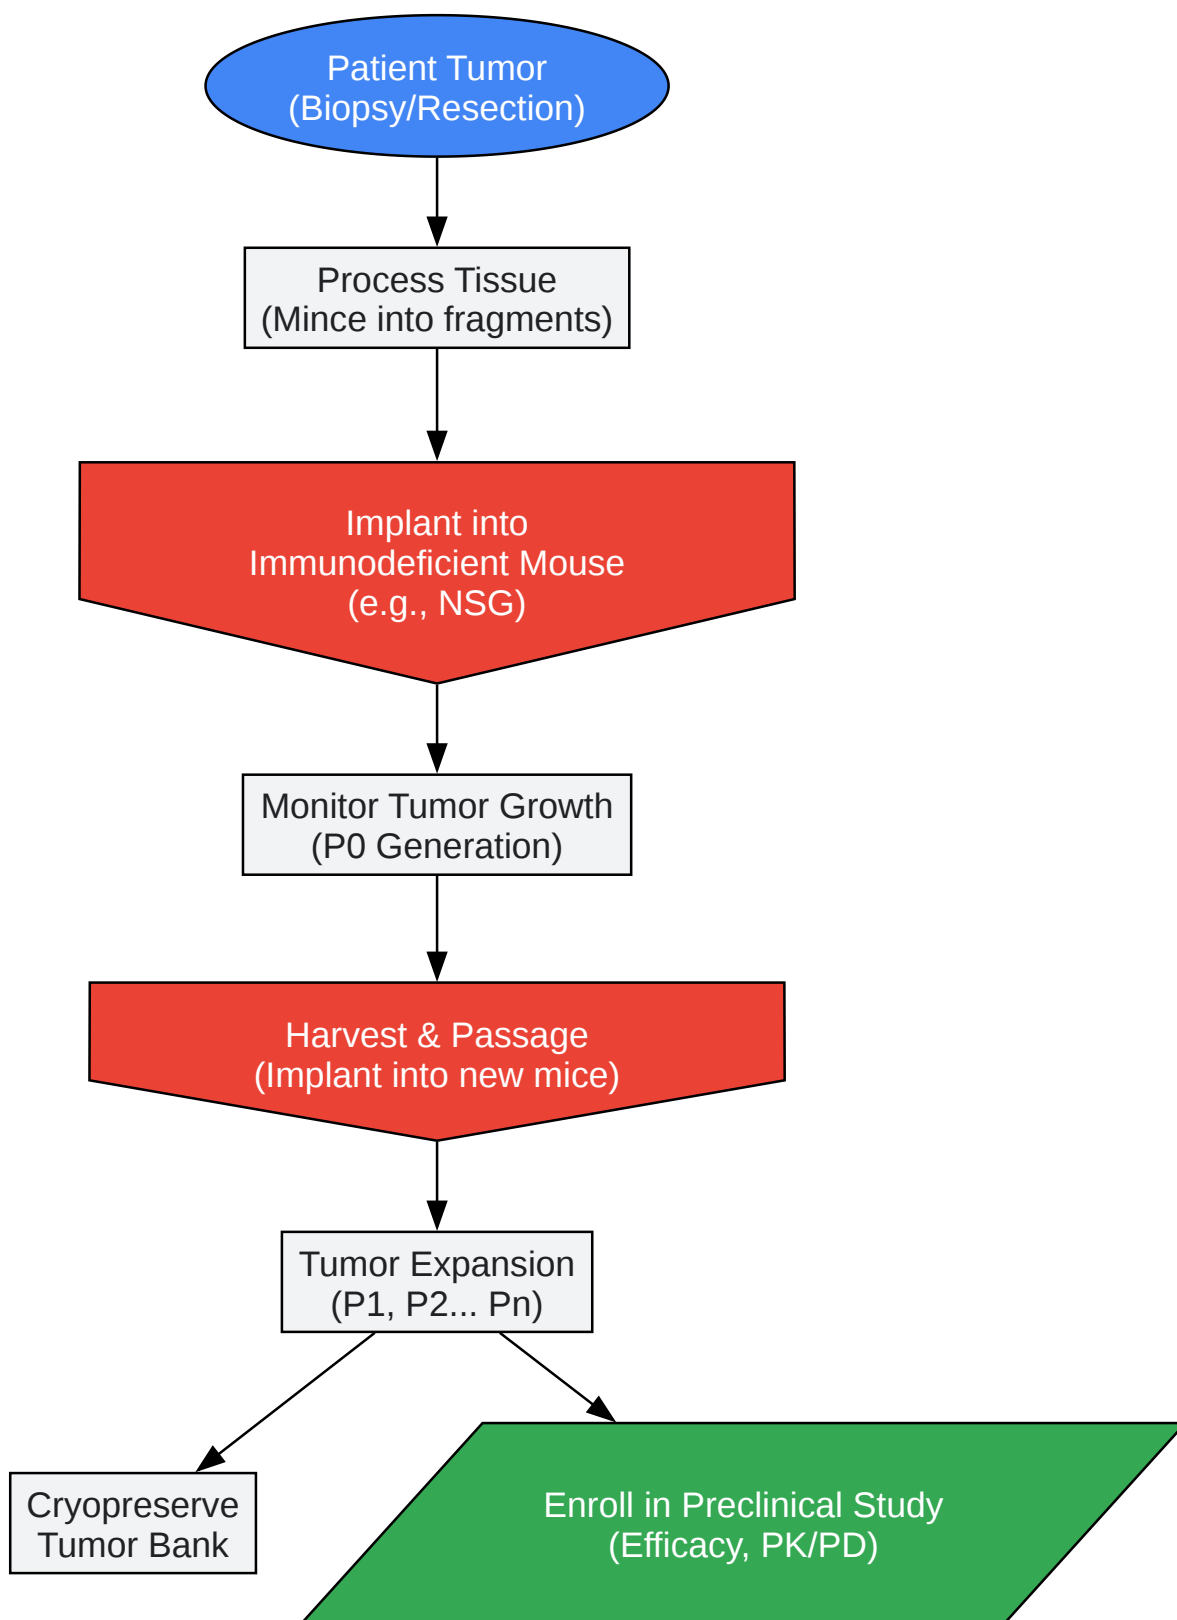 Patient Tumor
(Biopsy/Resection)
Process Tissue
(Mince into fragments)
Implant into
Immunodeficient Mouse
(e.g., NSG)
Monitor Tumor Growth
(P0 Generation)
Harvest & Passage
(Implant into new mice)
Tumor Expansion
(P1, P2... Pn)
Cryopreserve
Tumor Bank
Enroll in Preclinical Study
(Efficacy, PK/PD)